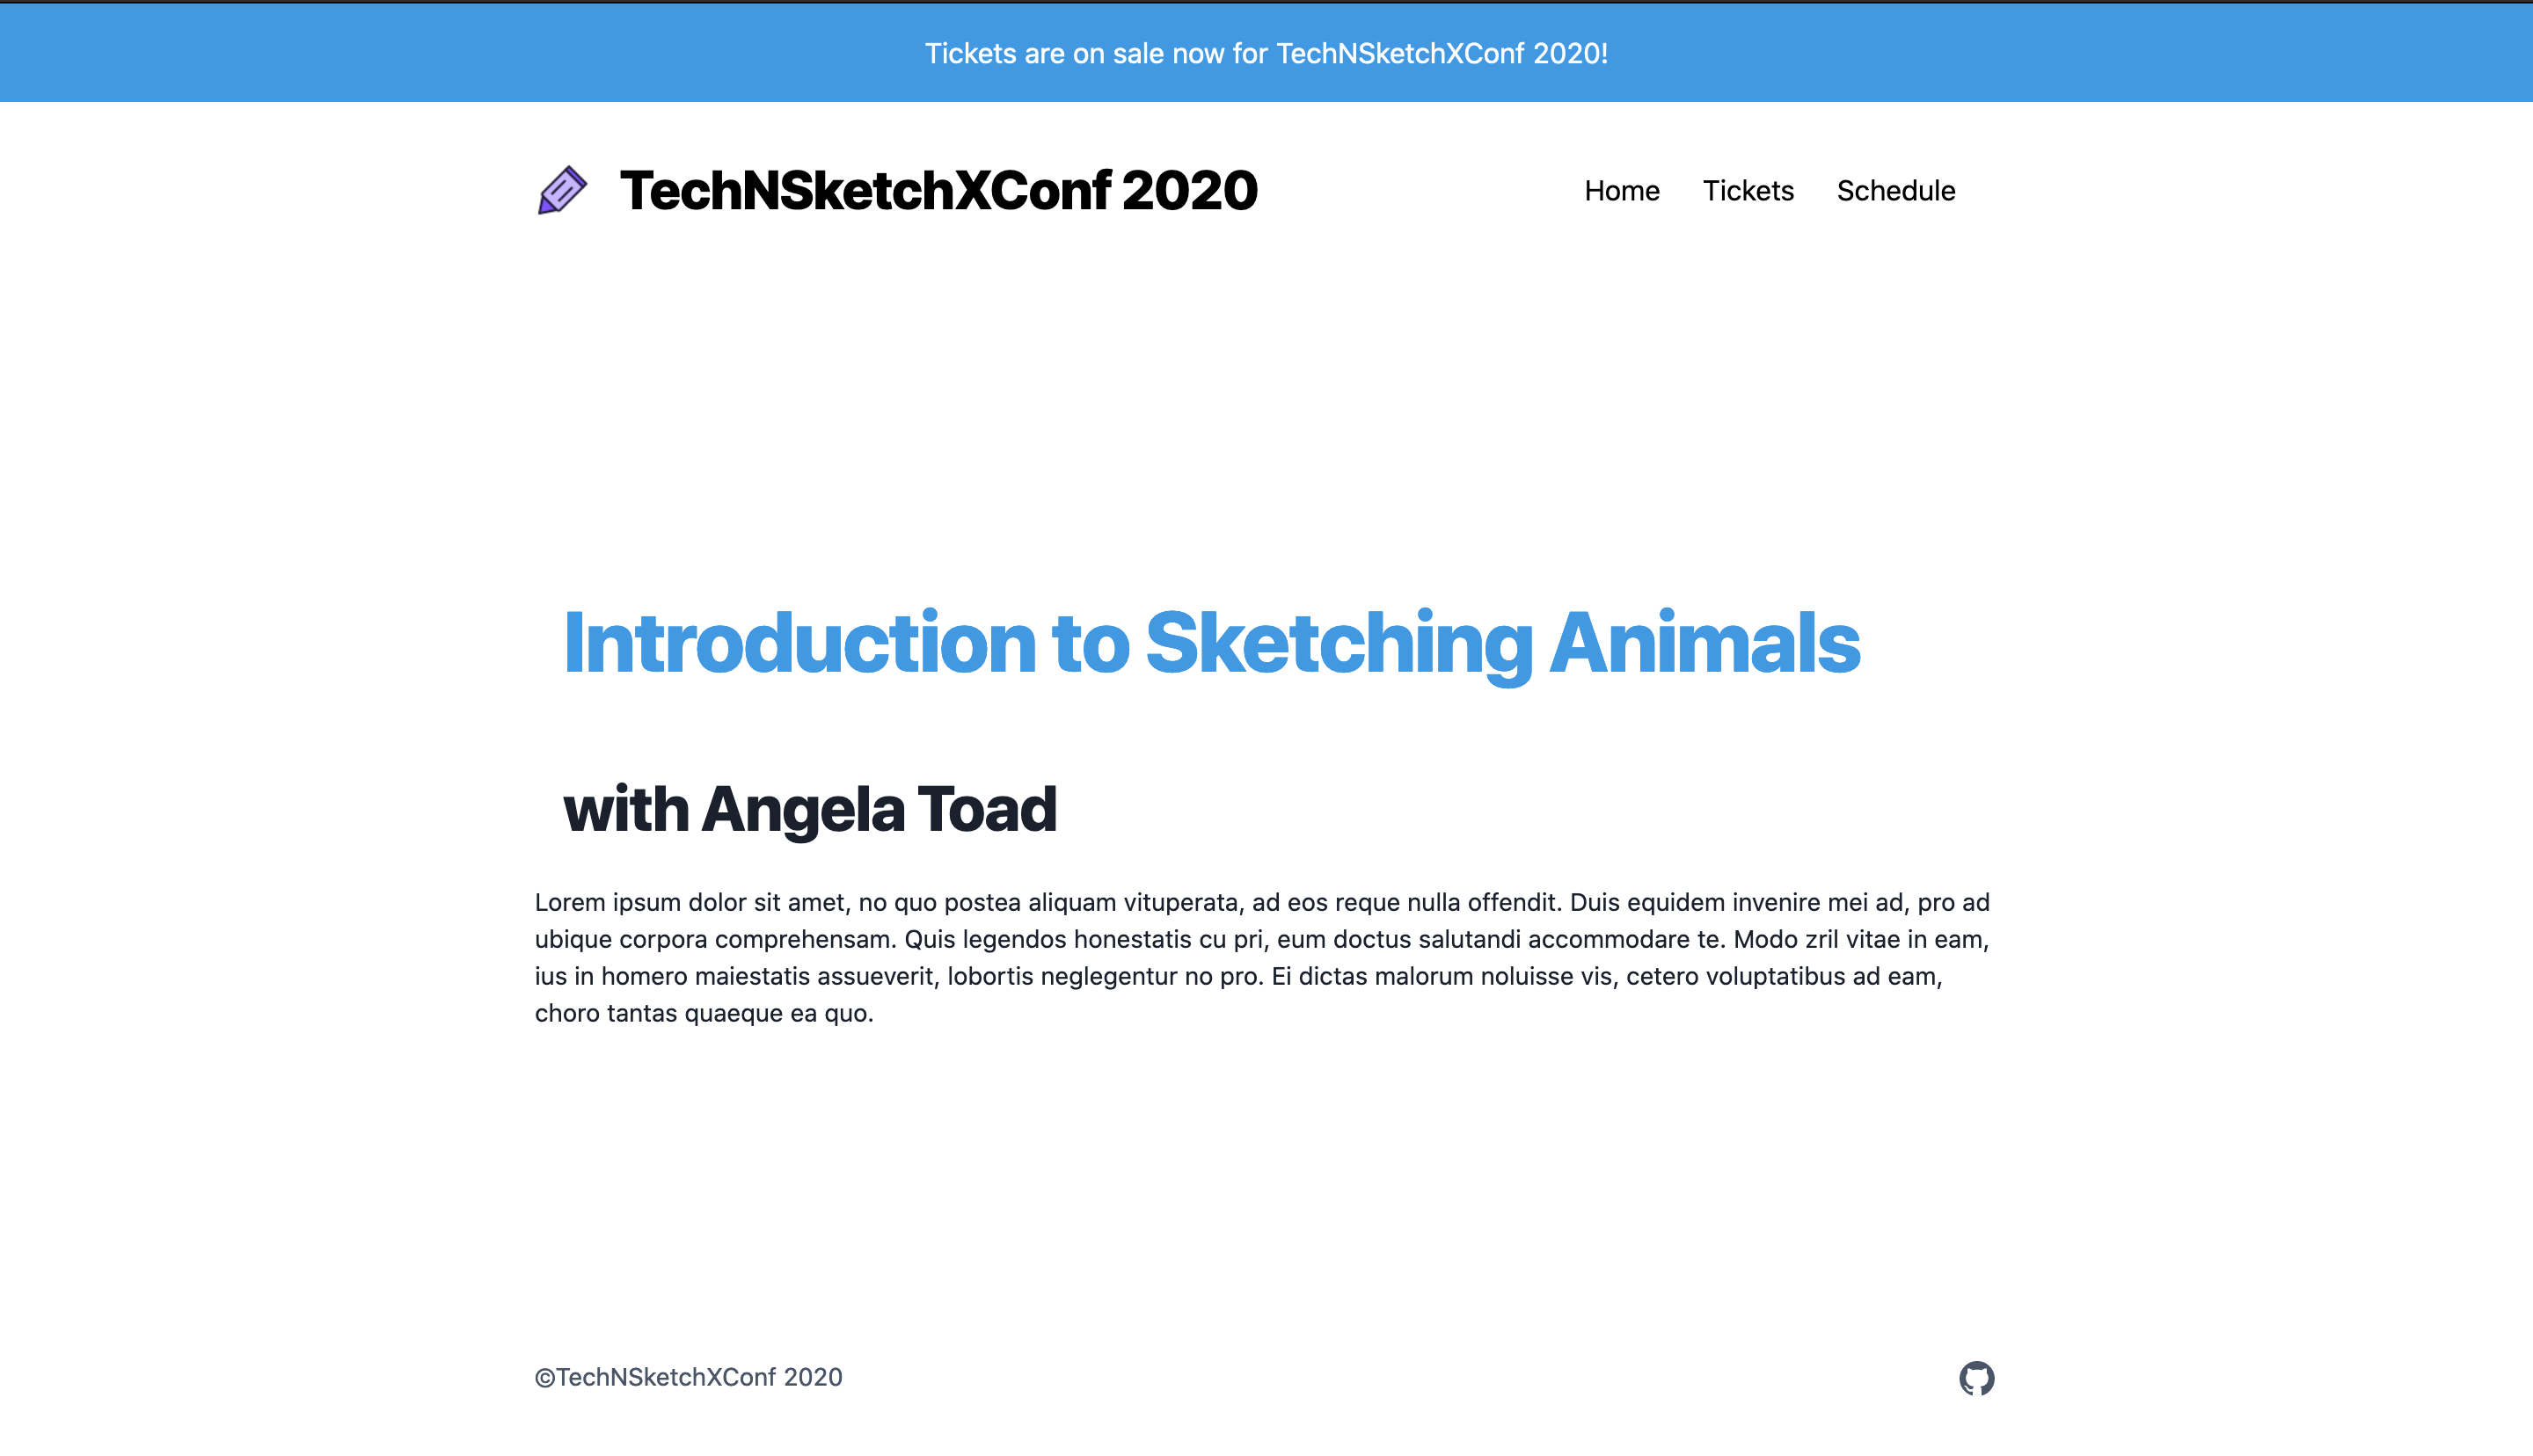 Tickets are on sale now for TechNSketchXConf 2020!
TechNSketchXConf 2020
Home Tickets Schedule
Introduction to Sketching Animals
with Angela Toad
Lorem ipsum dolor sit amet, no quo postea aliquam vituperata, ad eos reque nulla offendit. Duis equidem invenire mei ad, pro ad
ubique corpora comprehensam. Quis legendos honestatis cu pri, eum doctus salutandi accommodare te. Modo zril vitae in eam,
ius in homero maiestatis assueverit, lobortis neglegentur no pro. Ei dictas malorum noluisse vis, cetero voluptatibus ad eam,
choro tantas quaeque ea quo.
©TechNSketchXConf 2020